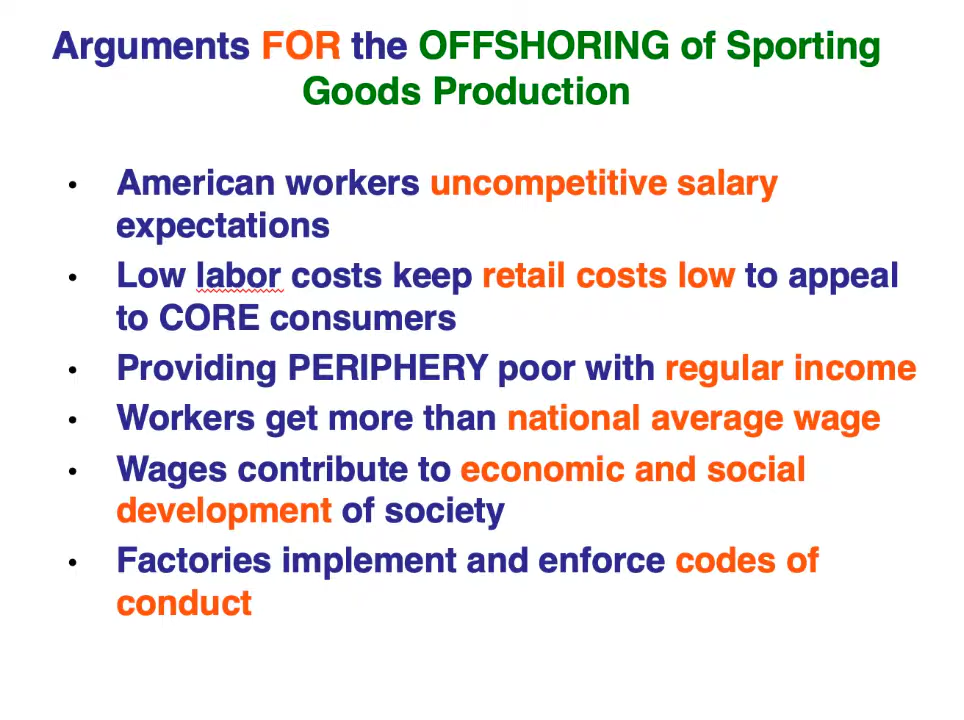 Arguments FOR the OFFSHORING of Sporting
Goods Production
• American workers uncompetitive salary
expectations
• Low labor costs keep retail costs low to appeal
to CORE consumers
• Providing PERIPHERY poor with regular income
• Workers get more than national average wage
• Wages contribute to economic and social
development of society
• Factories implement and enforce codes of
conduct